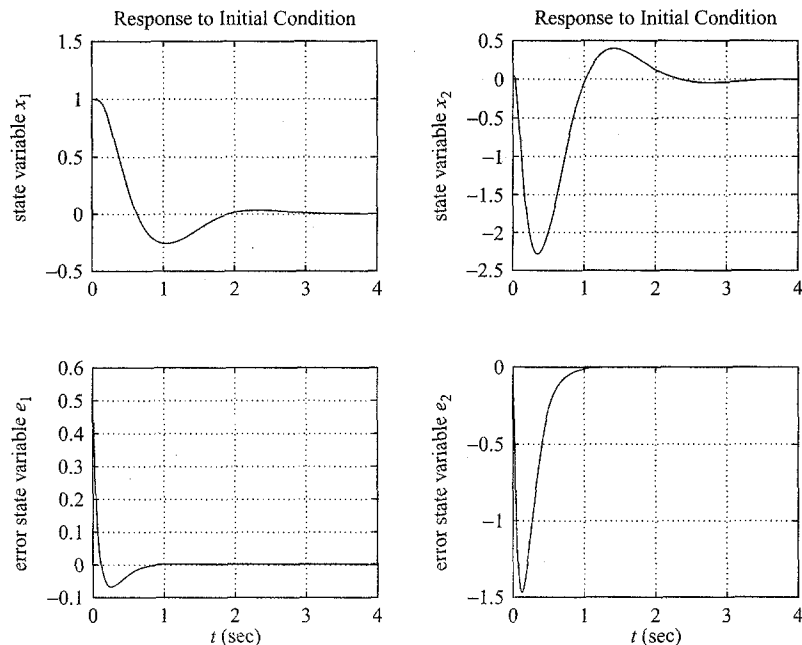 Response to Initial Condition
1.5
1
0.5
0
−0.5
0 1 2 3 4
state variable x₁
Response to Initial Condition
0.5
0
−0.5
−1
−1.5
−2
−2.5
0 1 2 3 4
state variable x₂
0.6
0.5
0.4
0.3
0.2
0.1
0
−0.1
0 1 2 3 4
error state variable e₁
t (sec)
0
−0.5
−1
−1.5
0 1 2 3 4
error state variable e₂
t (sec)